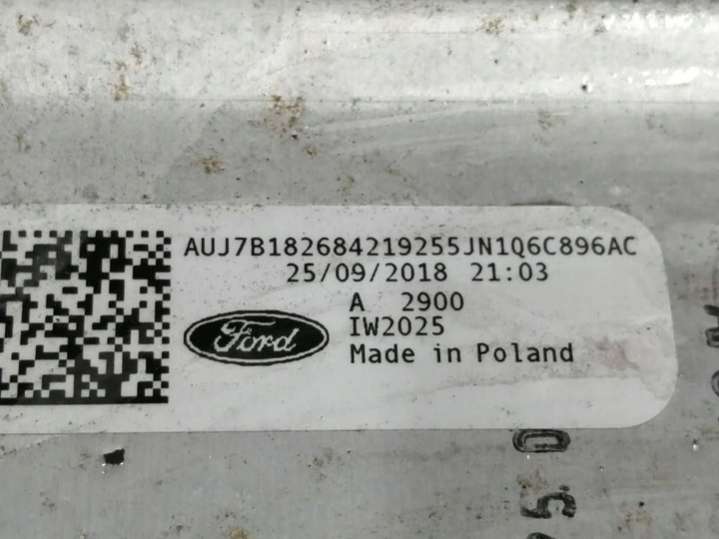 AUJ7B182684219255JN1Q6C896AC
25/09/2018 21:03
A 2900
IW2025
Ford
Made in Poland